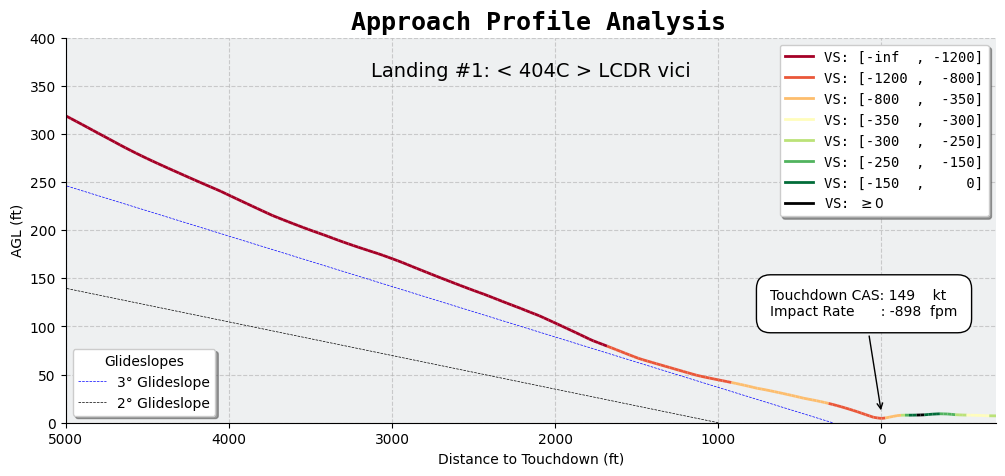 Approach Profile Analysis
Landing #1: < 404C > LCDR vici
VS: [-inf  , -1200]
VS: [-1200 ,  -800]
VS: [-800  ,  -350]
VS: [-350  ,  -300]
VS: [-300  ,  -250]
VS: [-250  ,  -150]
VS: [-150  ,     0]
VS: ≥0
Touchdown CAS: 149    kt
Impact Rate      : -898  fpm
Glideslopes
3° Glideslope
2° Glideslope
AGL (ft)
400
350
300
250
200
150
100
50
0
5000
4000
3000
2000
1000
0
Distance to Touchdown (ft)